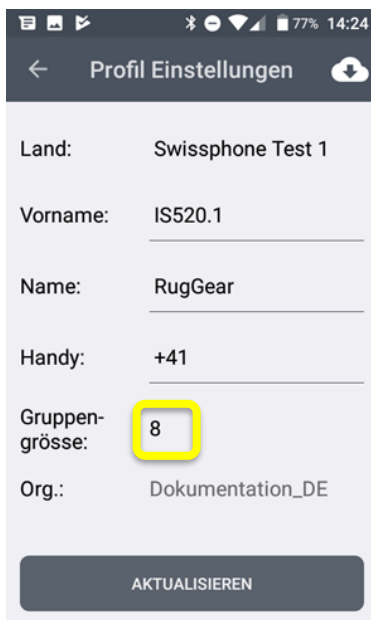 77% 14:24
Profil Einstellungen
Land: Swissphone Test 1
Vorname: IS520.1
Name: RugGear
Handy: +41
Gruppen-
grösse: 8
Org.: Dokumentation_DE
AKTUALISIEREN